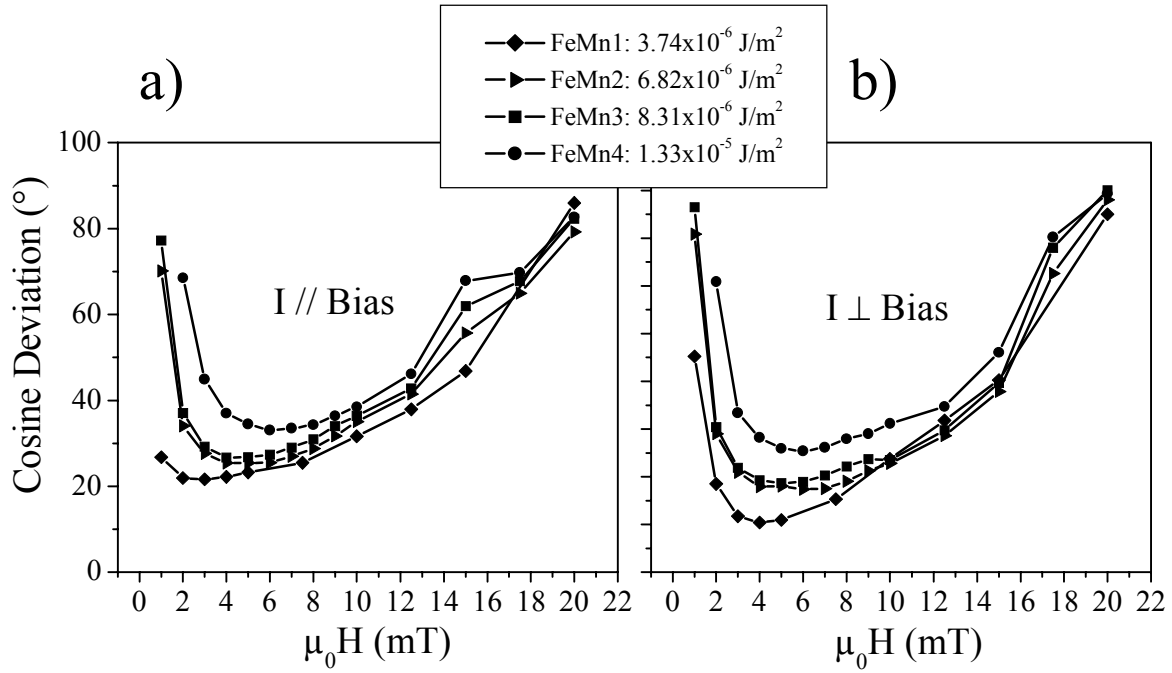 FeMn1: 3.74x10⁻⁶ J/m²
FeMn2: 6.82x10⁻⁶ J/m²
FeMn3: 8.31x10⁻⁶ J/m²
FeMn4: 1.33x10⁻⁵ J/m²
a)
b)
Cosine Deviation (°)
100
80
60
40
20
0
I // Bias
I ⊥ Bias
0 2 4 6 8 10 12 14 16 18 20 22
0 2 4 6 8 10 12 14 16 18 20 22
μ₀H (mT)
μ₀H (mT)